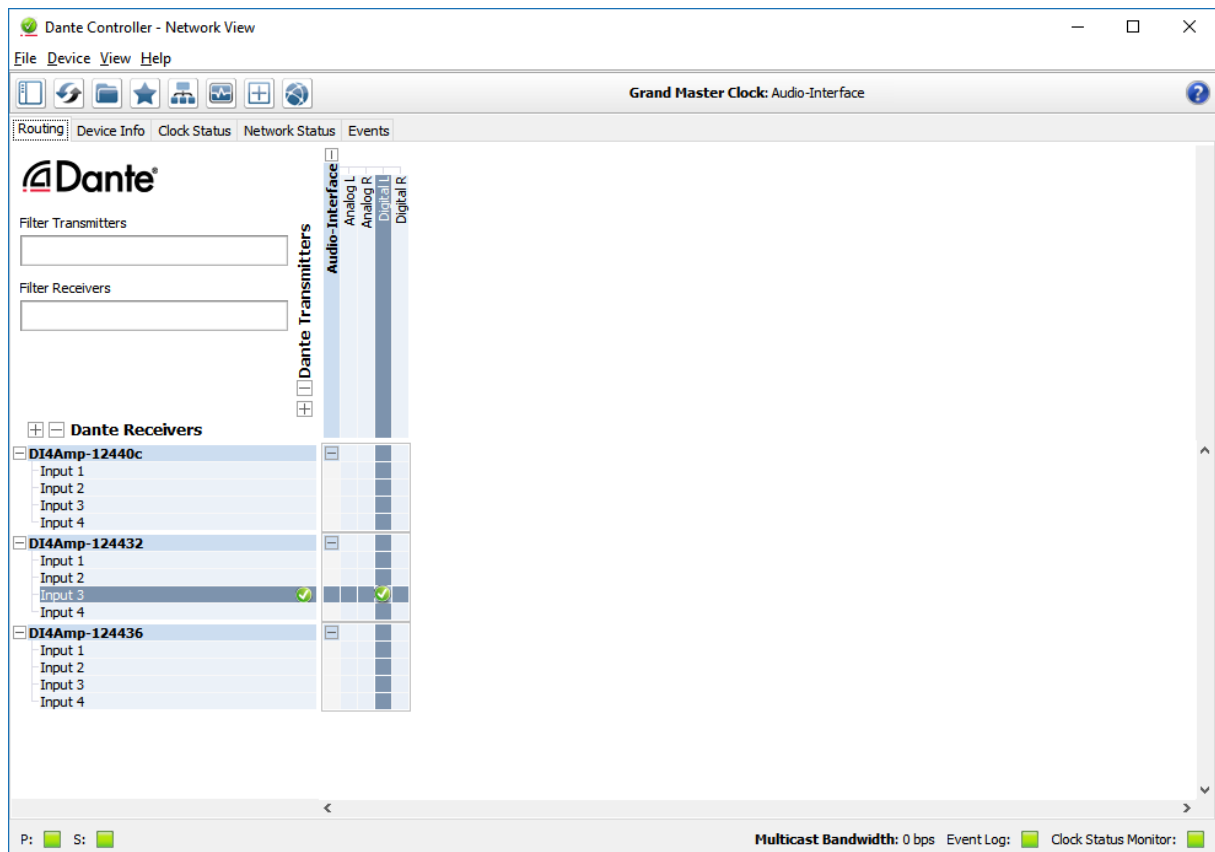 Dante Controller - Network View
File Device View Help
Grand Master Clock: Audio-Interface
Routing Device Info Clock Status Network Status Events
Dante®
Filter Transmitters
Filter Receivers
Dante Transmitters
Audio-Interface
Analog L
Analog R
Digital L
Digital R
Dante Receivers
DI4Amp-12440c
Input 1
Input 2
Input 3
Input 4
DI4Amp-124432
Input 1
Input 2
Input 3
Input 4
DI4Amp-124436
Input 1
Input 2
Input 3
Input 4
P: S: Multicast Bandwidth: 0 bps Event Log: Clock Status Monitor: